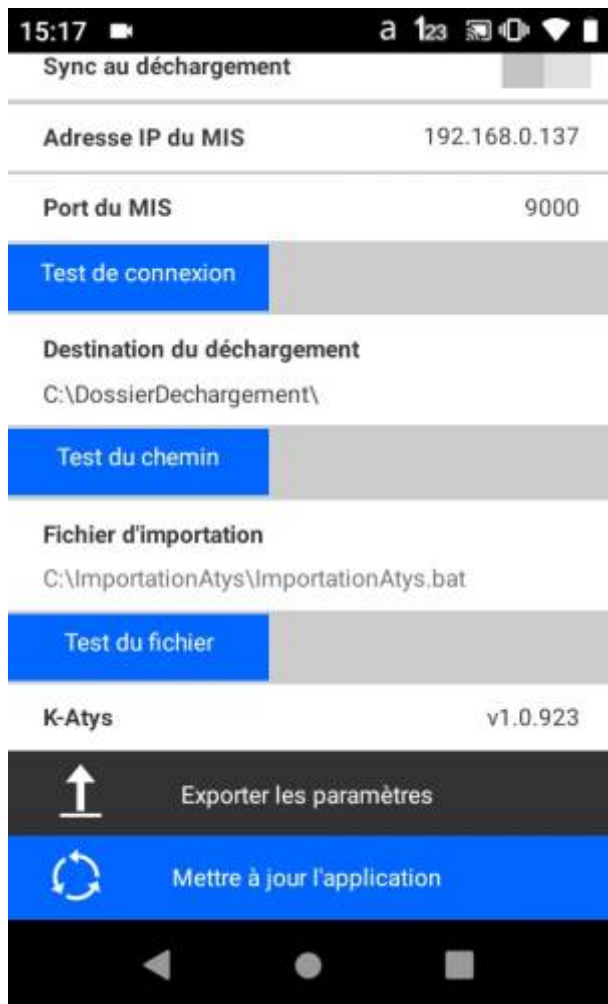 15:17 a 123
Sync au déchargement
Adresse IP du MIS 192.168.0.137
Port du MIS 9000
Test de connexion
Destination du déchargement
C:\DossierDechargement\
Test du chemin
Fichier d'importation
C:\ImportationAtys\ImportationAtys.bat
Test du fichier
K-Atys v1.0.923
Exporter les paramètres
Mettre à jour l'application